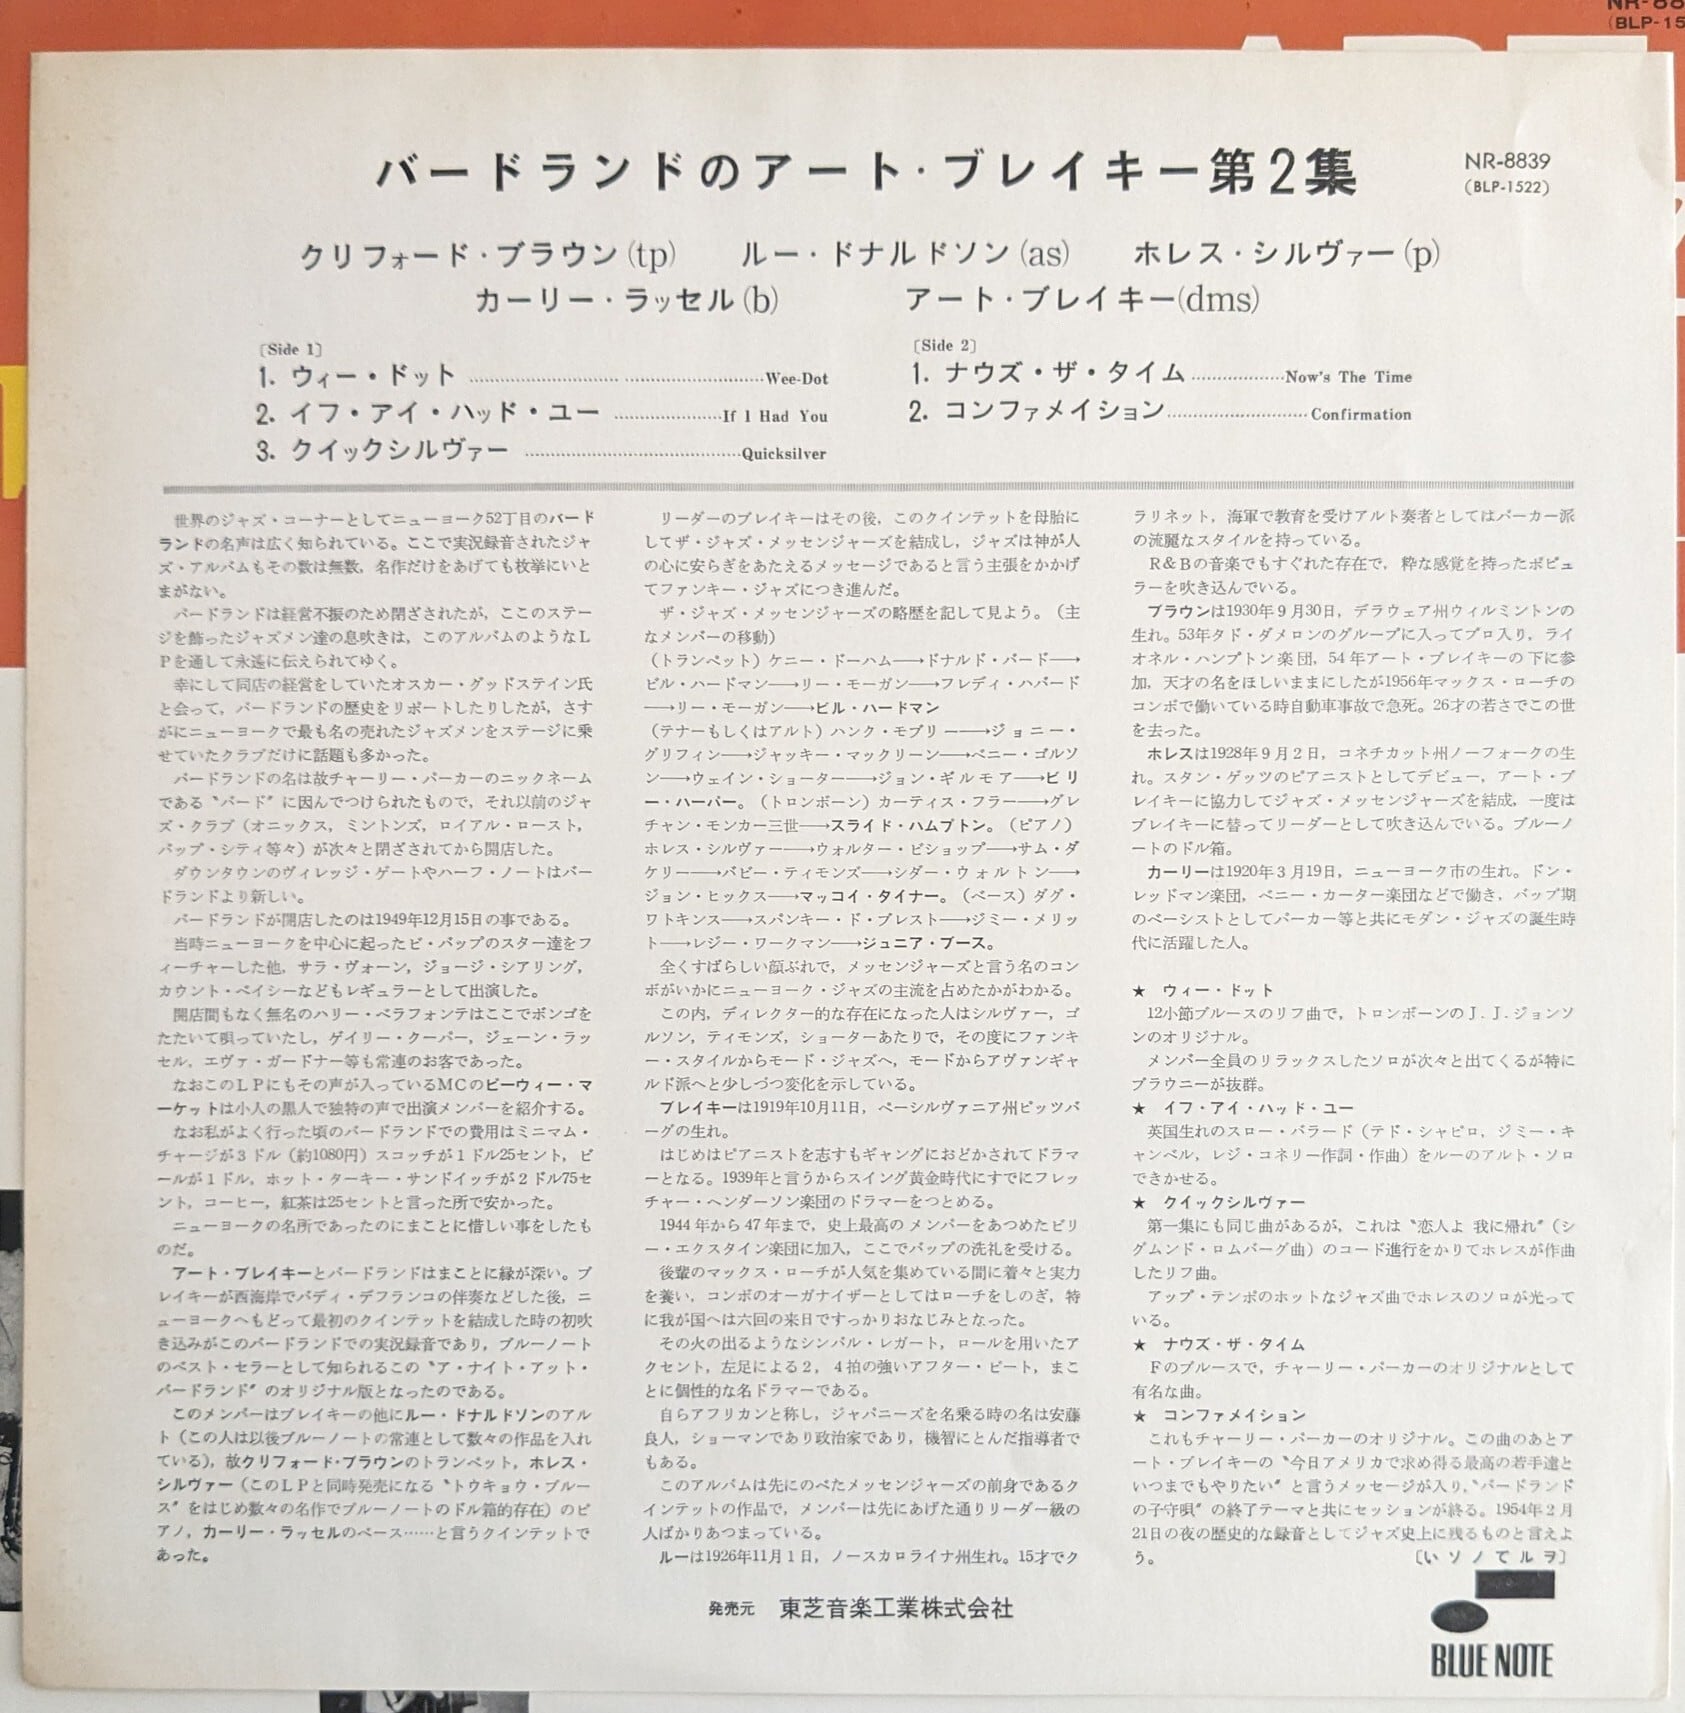 NR-88
(BLP-15
バードランドのアート・ブレイキー第2集
NR-8839
(BLP-1522)
クリフォード・ブラウン(tp) ルー・ドナルドソン(as) ホレス・シルヴァー(p)
カーリー・ラッセル(b) アート・ブレイキー(dms)
〔Side 1〕
1. ウィー・ドット Wee-Dot
2. イフ・アイ・ハッド・ユー If I Had You
3. クイックシルヴァー Quicksilver
〔Side 2〕
1. ナウズ・ザ・タイム Now's The Time
2. コンファメイション Confirmation
世界のジャズ・コーナーとしてニューヨーク52丁目のバード
ランドの名声は広く知られている。ここで実況録音されたジャ
ズ・アルバムもその数は無数，名作だけをあげても枚挙にいと
まがない。
バードランドは経営不振のため閉ざされたが，ここのステー
ジを飾ったジャズメン達の息吹きは，このアルバムのようなL
Pを通して永遠に伝えられてゆく。
幸にして同店の経営をしていたオスカー・グッドステイン氏
と会って，バードランドの歴史をリポートしたりしたが，さす
がにニューヨークで最も名の売れたジャズメンをステージに乗
せていたクラブだけに話題も多かった。
バードランドの名は故チャーリー・パーカーのニックネーム
である〝バード〟に因んでつけられたもので，それ以前のジャ
ズ・クラブ（オニックス，ミントンズ，ロイアル・ロースト，
バップ・シティ等々）が次々と閉ざされてから開店した。
ダウンタウンのヴィレッジ・ゲートやハーフ・ノートはバー
ドランドより新しい。
バードランドが開店したのは1949年12月15日の事である。
当時ニューヨークを中心に起ったビ・バップのスター達をフ
ィーチャーした他，サラ・ヴォーン，ジョージ・シアリング，
カウント・ベイシーなどもレギュラーとして出演した。
開店間もなく無名のハリー・ベラフォンテはここでボンゴを
たたいて唄っていたし，ゲイリー・クーパー，ジェーン・ラッ
セル，エヴァ・ガードナー等も常連のお客であった。
なおこのLPにもその声が入っているMCのピーウィー・マ
ーケットは小人の黒人で独特の声で出演メンバーを紹介する。
なお私がよく行った頃のバードランドでの費用はミニマム・
チャージが3ドル（約1080円）スコッチが1ドル25セント，ビ
ールが1ドル，ホット・ターキー・サンドイッチが2ドル75セ
ント，コーヒー，紅茶は25セントと言った所で安かった。
ニューヨークの名所であったのにまことに惜しい事をしたも
のだ。
アート・ブレイキーとバードランドはまことに縁が深い。ブ
レイキーが西海岸でバディ・デフランコの伴奏などした後，ニ
ューヨークへもどって最初のクインテットを結成した時の初吹
き込みがこのバードランドでの実況録音であり，ブルーノート
のベスト・セラーとして知られるこの〝ア・ナイト・アット・
バードランド〟のオリジナル版となったのである。
このメンバーはブレイキーの他にルー・ドナルドソンのアル
ト（この人は以後ブルーノートの常連として数々の作品を入れ
ている），故クリフォード・ブラウンのトランペット，ホレス・
シルヴァー（このLPと同時発売になる〝トウキョウ・ブルー
ス〟をはじめ数々の名作でブルーノートのドル箱的存在）のピ
アノ，カーリー・ラッセルのベース……と言うクインテットで
あった。
リーダーのブレイキーはその後，このクインテットを母胎に
してザ・ジャズ・メッセンジャーズを結成し，ジャズは神が人
の心に安らぎをあたえるメッセージであると言う主張をかかげ
てファンキー・ジャズにつき進んだ。
ザ・ジャズ・メッセンジャーズの略歴を記して見よう。（主
なメンバーの移動）
（トランペット）ケニー・ドーハム→ドナルド・バード→
ビル・ハードマン→リー・モーガン→フレディ・ハバード
→リー・モーガン→ビル・ハードマン
（テナーもしくはアルト）ハンク・モブリー→ジョニー・
グリフィン→ジャッキー・マックリーン→ベニー・ゴルソ
ン→ウェイン・ショーター→ジョン・ギルモア→ビリ
ー・ハーパー。（トロンボーン）カーティス・フラー→グレ
チャン・モンカー三世→スライド・ハムプトン。（ピアノ）
ホレス・シルヴァー→ウォルター・ビショップ→サム・ダ
ケリー→バビー・ティモンズ→シダー・ウォルトン→
ジョン・ヒックス→マッコイ・タイナー。（ベース）ダグ・
ワトキンス→スパンキー・ド・ブレスト→ジミー・メリッ
ト→レジー・ワークマン→ジュニア・ブース。
全くすばらしい顔ぶれで，メッセンジャーズと言う名のコン
ボがいかにニューヨーク・ジャズの主流を占めたかがわかる。
この内，ディレクター的な存在になった人はシルヴァー，ゴ
ルソン，ティモンズ，ショーターあたりで，その度にファンキ
ー・スタイルからモード・ジャズへ，モードからアヴァンギャ
ルド派へと少しづつ変化を示している。
ブレイキーは1919年10月11日，ペーシルヴァニア州ピッツバ
ーグの生れ。
はじめはピアニストを志すもギャングにおどかされてドラマ
ーとなる。1939年と言うからスイング黄金時代にすでにフレッ
チャー・ヘンダーソン楽団のドラマーをつとめる。
1944年から47年まで，史上最高のメンバーをあつめたビリ
ー・エクスタイン楽団に加入，ここでバップの洗礼を受ける。
後輩のマックス・ローチが人気を集めている間に着々と実力
を養い，コンボのオーガナイザーとしてはローチをしのぎ，特
に我が国へは六回の来日ですっかりおなじみとなった。
その火の出るようなシンバル・レガート，ロールを用いたア
クセント，左足による2，4拍の強いアフター・ビート，まこ
とに個性的な名ドラマーである。
自らアフリカンと称し，ジャパニーズを名乗る時の名は安藤
良人，ショーマンであり政治家であり，機智にとんだ指導者で
もある。
このアルバムは先にのべたメッセンジャーズの前身であるク
インテットの作品で，メンバーは先にあげた通りリーダー級の
人ばかりあつまっている。
ルーは1926年11月1日，ノースカロライナ州生れ。15才でク
ラリネット，海軍で教育を受けアルト奏者としてはパーカー派
の流麗なスタイルを持っている。
R&Bの音楽でもすぐれた存在で，粋な感覚を持ったポピュ
ラーを吹き込んでいる。
ブラウンは1930年9月30日，デラウェア州ウィルミントンの
生れ。53年タド・ダメロンのグループに入ってプロ入り，ライ
オネル・ハンプトン楽団，54年アート・ブレイキーの下に参
加，天才の名をほしいままにしたが1956年マックス・ローチの
コンボで働いている時自動車事故で急死。26才の若さでこの世
を去った。
ホレスは1928年9月2日，コネチカット州ノーフォークの生
れ。スタン・ゲッツのピアニストとしてデビュー，アート・ブ
レイキーに協力してジャズ・メッセンジャーズを結成，一度は
ブレイキーに替ってリーダーとして吹き込んでいる。ブルーノ
ートのドル箱。
カーリーは1920年3月19日，ニューヨーク市の生れ。ドン・
レッドマン楽団，ベニー・カーター楽団などで働き，バップ期
のベーシストとしてパーカー等と共にモダン・ジャズの誕生時
代に活躍した人。
★ ウィー・ドット
12小節ブルースのリフ曲で，トロンボーンのJ.J.ジョンソ
ンのオリジナル。
メンバー全員のリラックスしたソロが次々と出てくるが特に
ブラウニーが抜群。
★ イフ・アイ・ハッド・ユー
英国生れのスロー・バラード（テド・シャピロ，ジミー・キ
ャンベル，レジ・コネリー作詞・作曲）をルーのアルト・ソロ
できかせる。
★ クイックシルヴァー
第一集にも同じ曲があるが，これは〝恋人よ 我に帰れ〟（シ
グムンド・ロムバーグ曲）のコード進行をかりてホレスが作曲
したリフ曲。
アップ・テンポのホットなジャズ曲でホレスのソロが光って
いる。
★ ナウズ・ザ・タイム
Fのブルースで，チャーリー・パーカーのオリジナルとして
有名な曲。
★ コンファメイション
これもチャーリー・パーカーのオリジナル。この曲のあとア
ート・ブレイキーの〝今日アメリカで求め得る最高の若手達と
いつまでもやりたい〟と言うメッセージが入り，〝バードランド
の子守唄〟の終了テーマと共にセッションが終る。1954年2月
21日の夜の歴史的な録音としてジャズ史上に残るものと言えよ
う。 〔いソノてルヲ〕
発売元 東芝音楽工業株式会社
BLUE NOTE